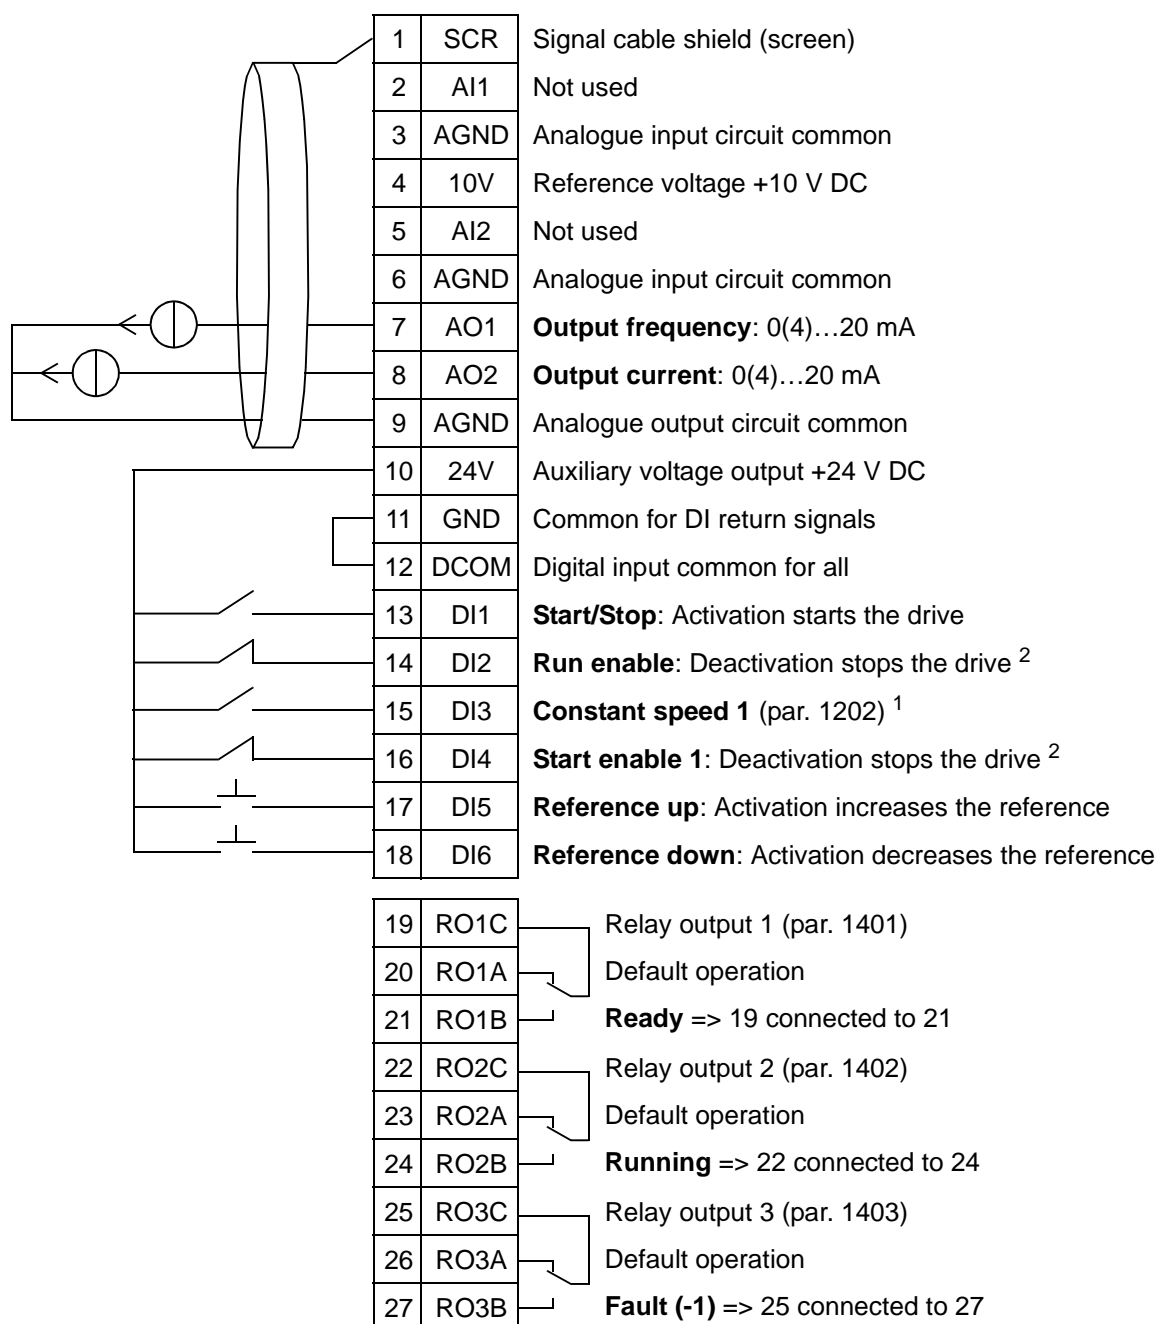 1 SCR Signal cable shield (screen)
2 AI1 Not used
3 AGND Analogue input circuit common
4 10V Reference voltage +10 V DC
5 AI2 Not used
6 AGND Analogue input circuit common
7 AO1 Output frequency: 0(4)…20 mA
8 AO2 Output current: 0(4)…20 mA
9 AGND Analogue output circuit common
10 24V Auxiliary voltage output +24 V DC
11 GND Common for DI return signals
12 DCOM Digital input common for all
13 DI1 Start/Stop: Activation starts the drive
14 DI2 Run enable: Deactivation stops the drive 2
15 DI3 Constant speed 1 (par. 1202) 1
16 DI4 Start enable 1: Deactivation stops the drive 2
17 DI5 Reference up: Activation increases the reference
18 DI6 Reference down: Activation decreases the reference
19 RO1C Relay output 1 (par. 1401)
20 RO1A Default operation
21 RO1B Ready => 19 connected to 21
22 RO2C Relay output 2 (par. 1402)
23 RO2A Default operation
24 RO2B Running => 22 connected to 24
25 RO3C Relay output 3 (par. 1403)
26 RO3A Default operation
27 RO3B Fault (-1) => 25 connected to 27